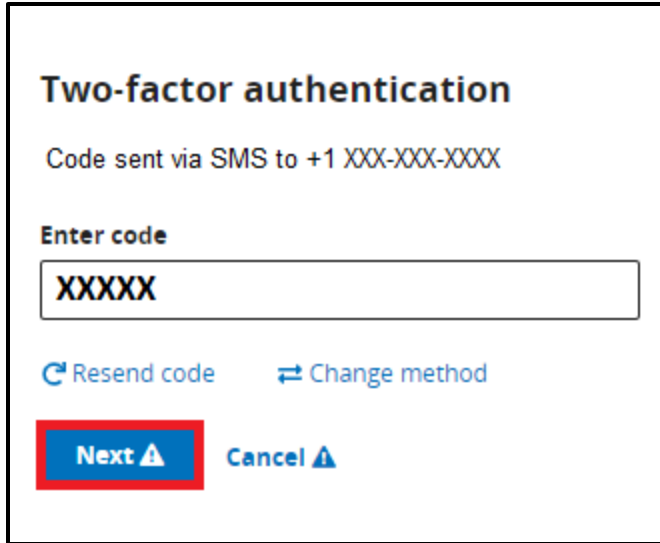 Two-factor authentication
Code sent via SMS to +1 XXX-XXX-XXXX
Enter code
XXXXX
Resend code Change method
Next Cancel